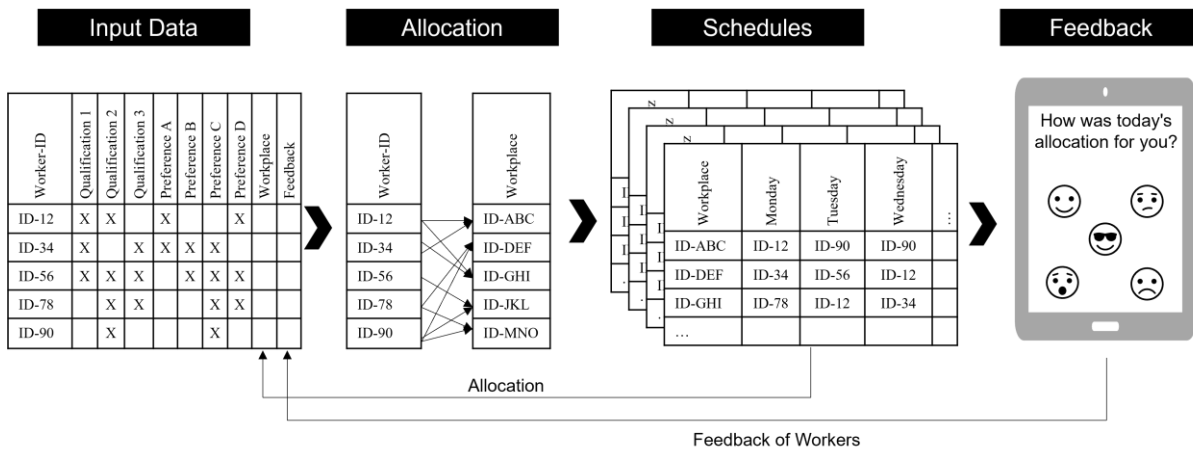 Input Data
Allocation
Schedules
Feedback
Worker-ID Qualification 1 Qualification 2 Qualification 3 Preference A Preference B Preference C Preference D Workplace Feedback
ID-12 X X X X
ID-34 X X X X X
ID-56 X X X X X X
ID-78 X X X X
ID-90 X X
Worker-ID
ID-12
ID-34
ID-56
ID-78
ID-90
Workplace
ID-ABC
ID-DEF
ID-GHI
ID-JKL
ID-MNO
Workplace Monday Tuesday Wednesday ...
ID-ABC ID-12 ID-90 ID-90
ID-DEF ID-34 ID-56 ID-12
ID-GHI ID-78 ID-12 ID-34
...
How was today's
allocation for you?
Allocation
Feedback of Workers